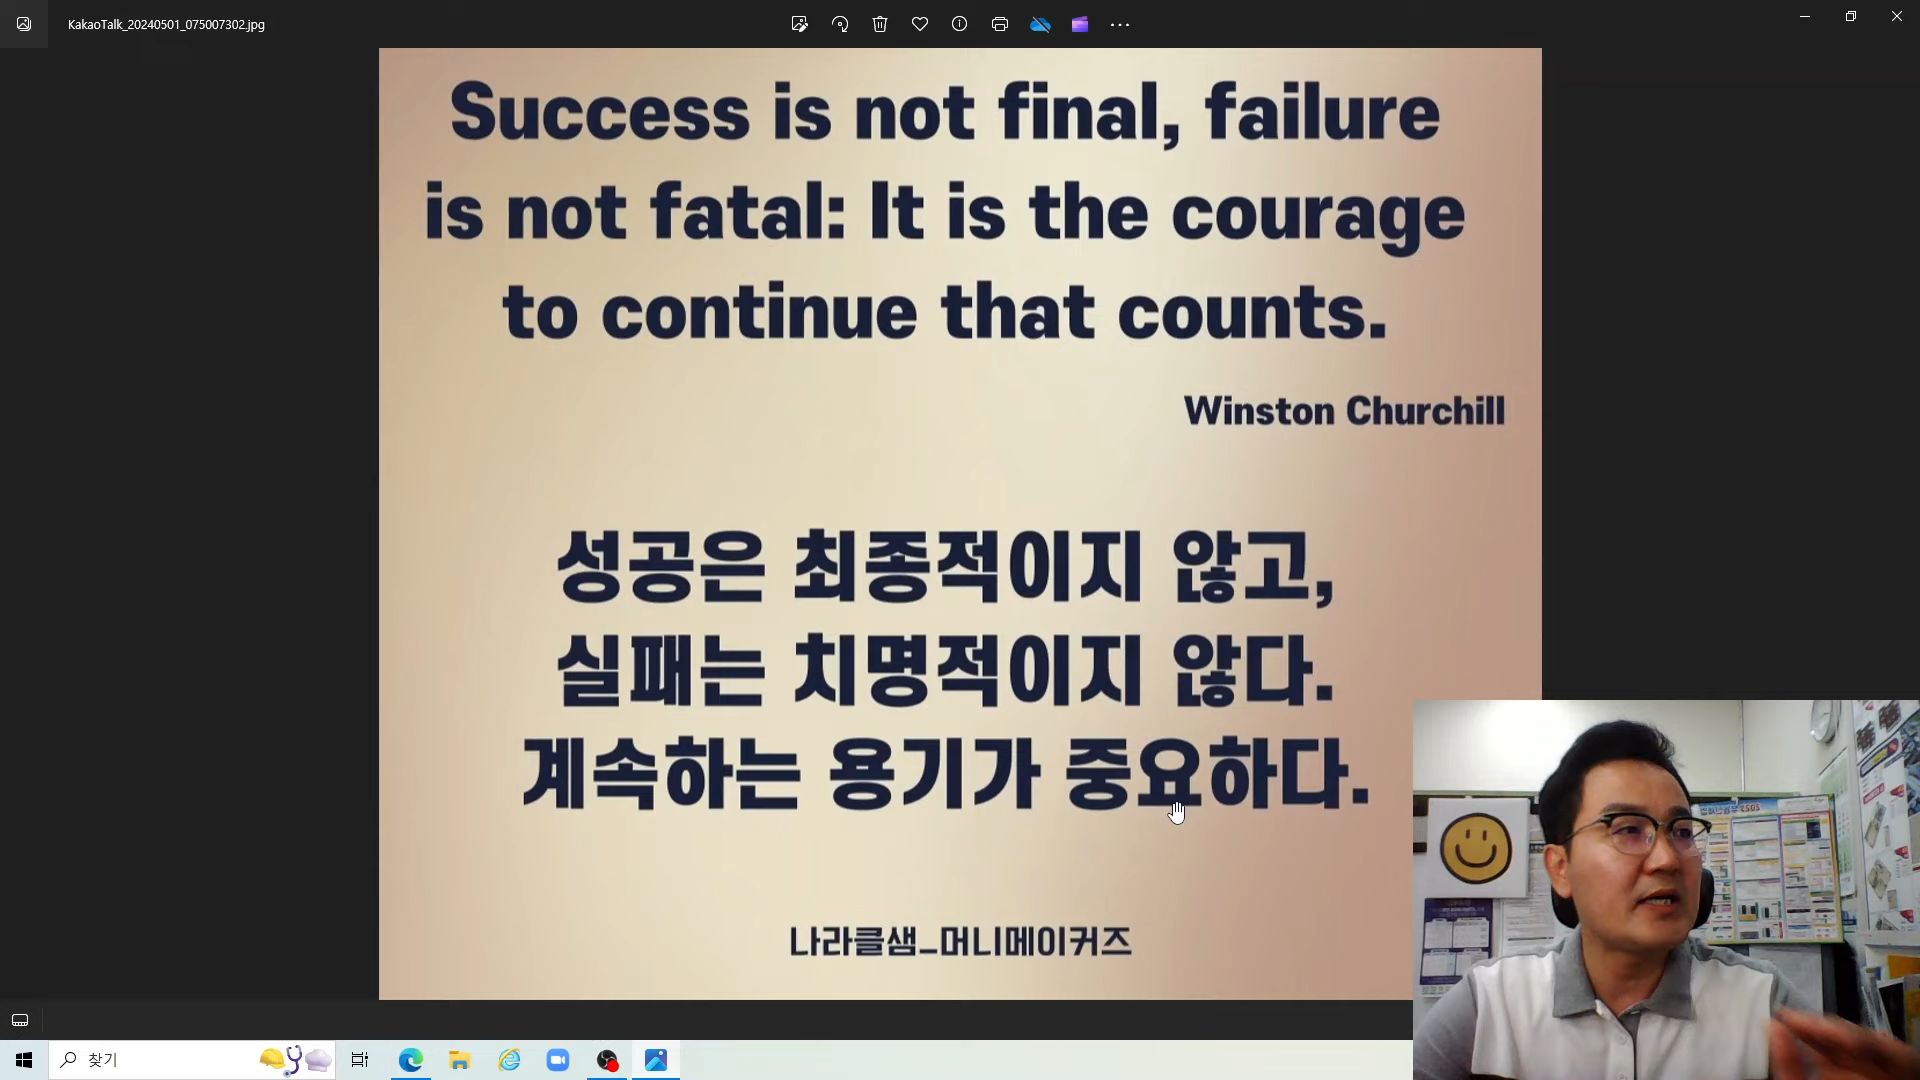 KakaoTalk_20240501_075007302.jpg
Success is not final, failure
is not fatal: It is the courage
to continue that counts.
Winston Churchill
성공은 최종적이지 않고,
실패는 치명적이지 않다.
계속하는 용기가 중요하다.
나라클샘_머니메이커즈
찾기